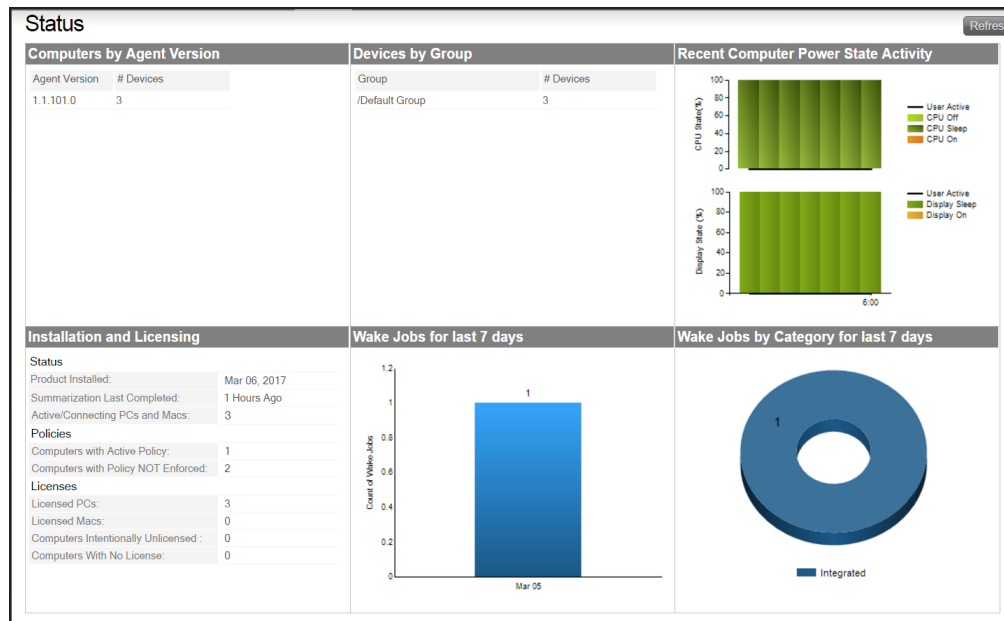 Status
Refres
Computers by Agent Version
Agent Version # Devices
1.1.101.0 3
Devices by Group
Group # Devices
/Default Group 3
Recent Computer Power State Activity
CPU State(%)
100
80
60
40
20
0
User Active
CPU Off
CPU Sleep
CPU On
Display State (%)
100
80
60
40
20
0
6:00
User Active
Display Sleep
Display On
Installation and Licensing
Status
Product Installed: Mar 06, 2017
Summarization Last Completed: 1 Hours Ago
Active/Connecting PCs and Macs: 3
Policies
Computers with Active Policy: 1
Computers with Policy NOT Enforced: 2
Licenses
Licensed PCs: 3
Licensed Macs: 0
Computers Intentionally Unlicensed : 0
Computers With No License: 0
Wake Jobs for last 7 days
Count of Wake Jobs
1.2
1
0.8
0.6
0.4
0.2
0
1
Mar 05
Wake Jobs by Category for last 7 days
1
Integrated